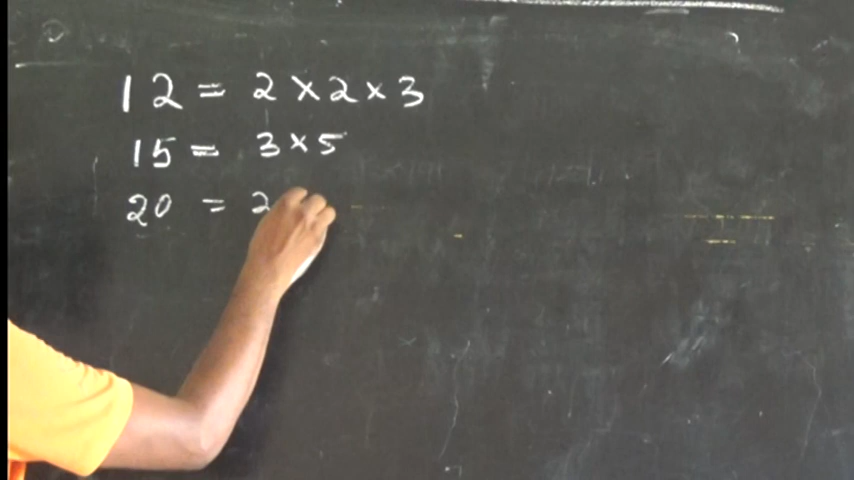 12 = 2 × 2 × 3
15 = 3 × 5
20 = 2